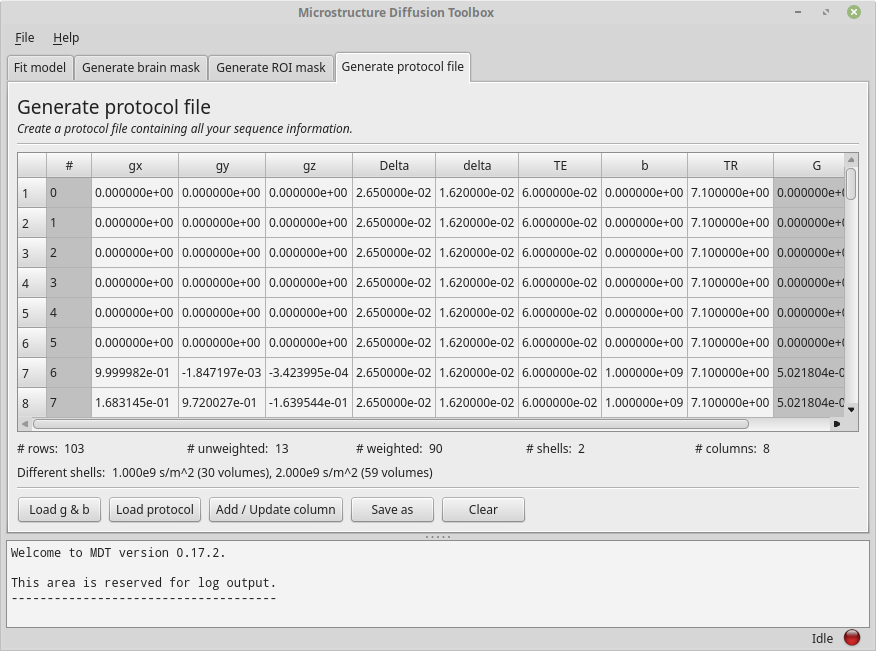 Microstructure Diffusion Toolbox
File Help
Fit model Generate brain mask Generate ROI mask Generate protocol file
Generate protocol file
Create a protocol file containing all your sequence information.
# gx gy gz Delta delta TE b TR G
1 0 0.000000e+00 0.000000e+00 0.000000e+00 2.650000e-02 1.620000e-02 6.000000e-02 0.000000e+00 7.100000e+00 0.000000e+0
2 1 0.000000e+00 0.000000e+00 0.000000e+00 2.650000e-02 1.620000e-02 6.000000e-02 0.000000e+00 7.100000e+00 0.000000e+0
3 2 0.000000e+00 0.000000e+00 0.000000e+00 2.650000e-02 1.620000e-02 6.000000e-02 0.000000e+00 7.100000e+00 0.000000e+0
4 3 0.000000e+00 0.000000e+00 0.000000e+00 2.650000e-02 1.620000e-02 6.000000e-02 0.000000e+00 7.100000e+00 0.000000e+0
5 4 0.000000e+00 0.000000e+00 0.000000e+00 2.650000e-02 1.620000e-02 6.000000e-02 0.000000e+00 7.100000e+00 0.000000e+0
6 5 0.000000e+00 0.000000e+00 0.000000e+00 2.650000e-02 1.620000e-02 6.000000e-02 0.000000e+00 7.100000e+00 0.000000e+0
7 6 9.999982e-01 -1.847197e-03 -3.423995e-04 2.650000e-02 1.620000e-02 6.000000e-02 1.000000e+09 7.100000e+00 5.021804e-0
8 7 1.683145e-01 9.720027e-01 -1.639544e-01 2.650000e-02 1.620000e-02 6.000000e-02 1.000000e+09 7.100000e+00 5.021804e-0
# rows: 103 # unweighted: 13 # weighted: 90 # shells: 2 # columns: 8
Different shells: 1.000e9 s/m^2 (30 volumes), 2.000e9 s/m^2 (59 volumes)
Load g & b Load protocol Add / Update column Save as Clear
Welcome to MDT version 0.17.2.
This area is reserved for log output.
-------------------------------------
Idle